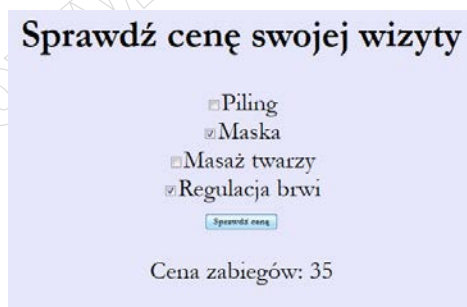 Sprawdź cenę swojej wizyty
Piling
Maska
Masaż twarzy
Regulacja brwi
Sprawdź cenę
Cena zabiegów: 35